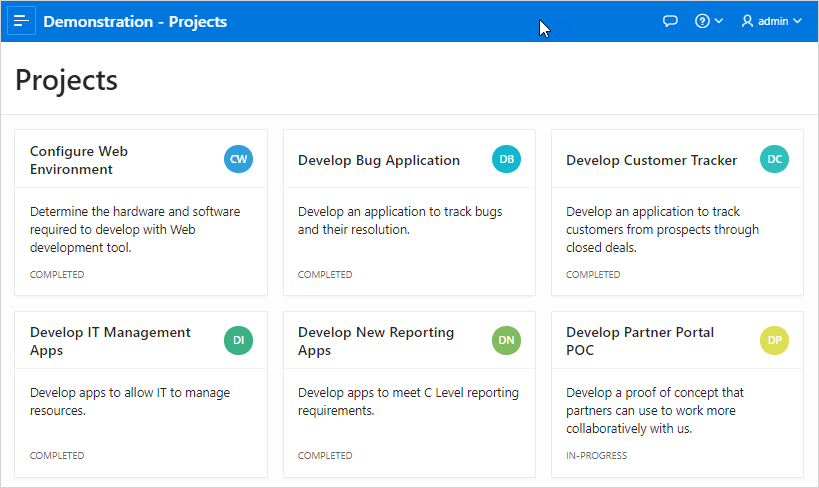 Demonstration - Projects
admin
Projects
Configure Web
Environment
CW
Determine the hardware and software
required to develop with Web
development tool.
COMPLETED
Develop Bug Application
DB
Develop an application to track bugs
and their resolution.
COMPLETED
Develop Customer Tracker
DC
Develop an application to track
customers from prospects through
closed deals.
COMPLETED
Develop IT Management
Apps
DI
Develop apps to allow IT to manage
resources.
COMPLETED
Develop New Reporting
Apps
DN
Develop apps to meet C Level reporting
requirements.
COMPLETED
Develop Partner Portal
POC
DP
Develop a proof of concept that
partners can use to work more
collaboratively with us.
IN-PROGRESS